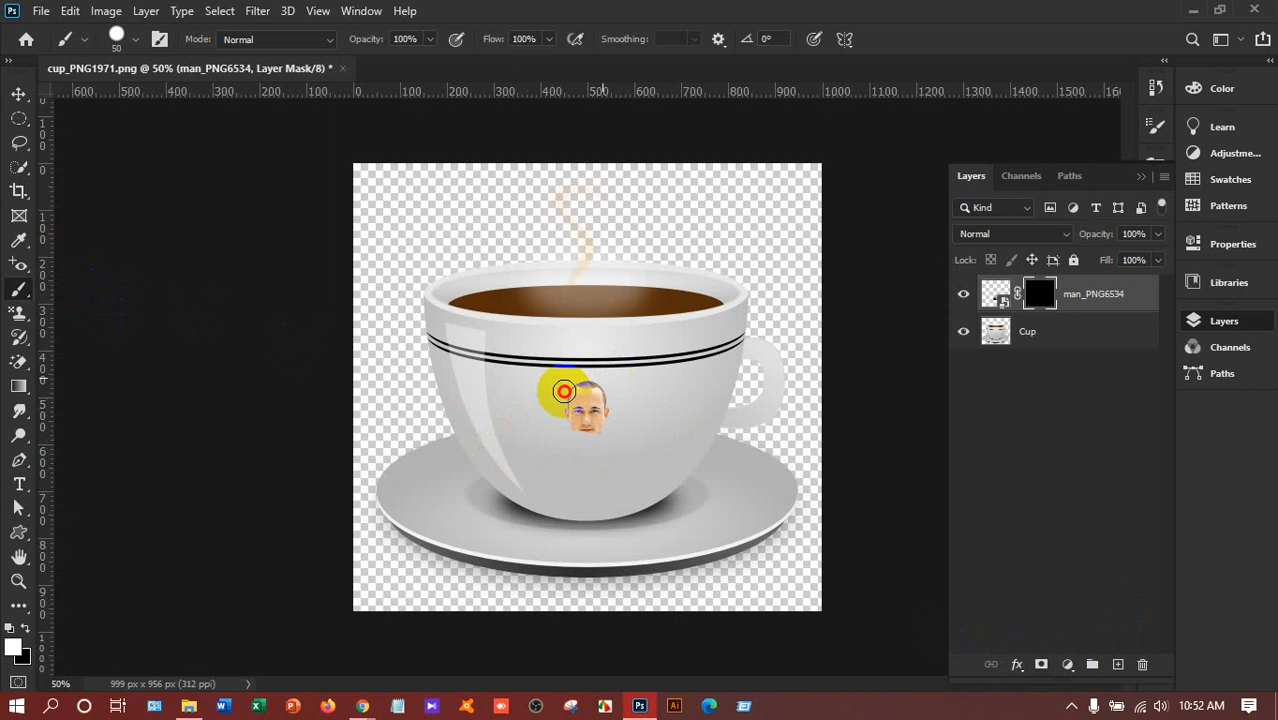 Ps File Edit Image Layer Type Select Filter 3D View Window Help
50 Mode: Normal Opacity: 100% Flow: 100% Smoothing: 0°
cup_PNG1971.png @ 50% (man_PNG6534, Layer Mask/8) * ×
600 500 400 300 200 100 0 100 200 300 400 500 600 700 800 900 1000 1100 1200 1300 1400 1500
Color
Learn
Adjustme...
Swatches
Patterns
Properties
Libraries
Layers
Channels
Paths
Layers Channels Paths
Kind
Normal Opacity: 100%
Lock: Fill: 100%
man_PNG6534
Cup
T
50% 999 px x 956 px (312 ppi)
Ps Ai
10:52 AM